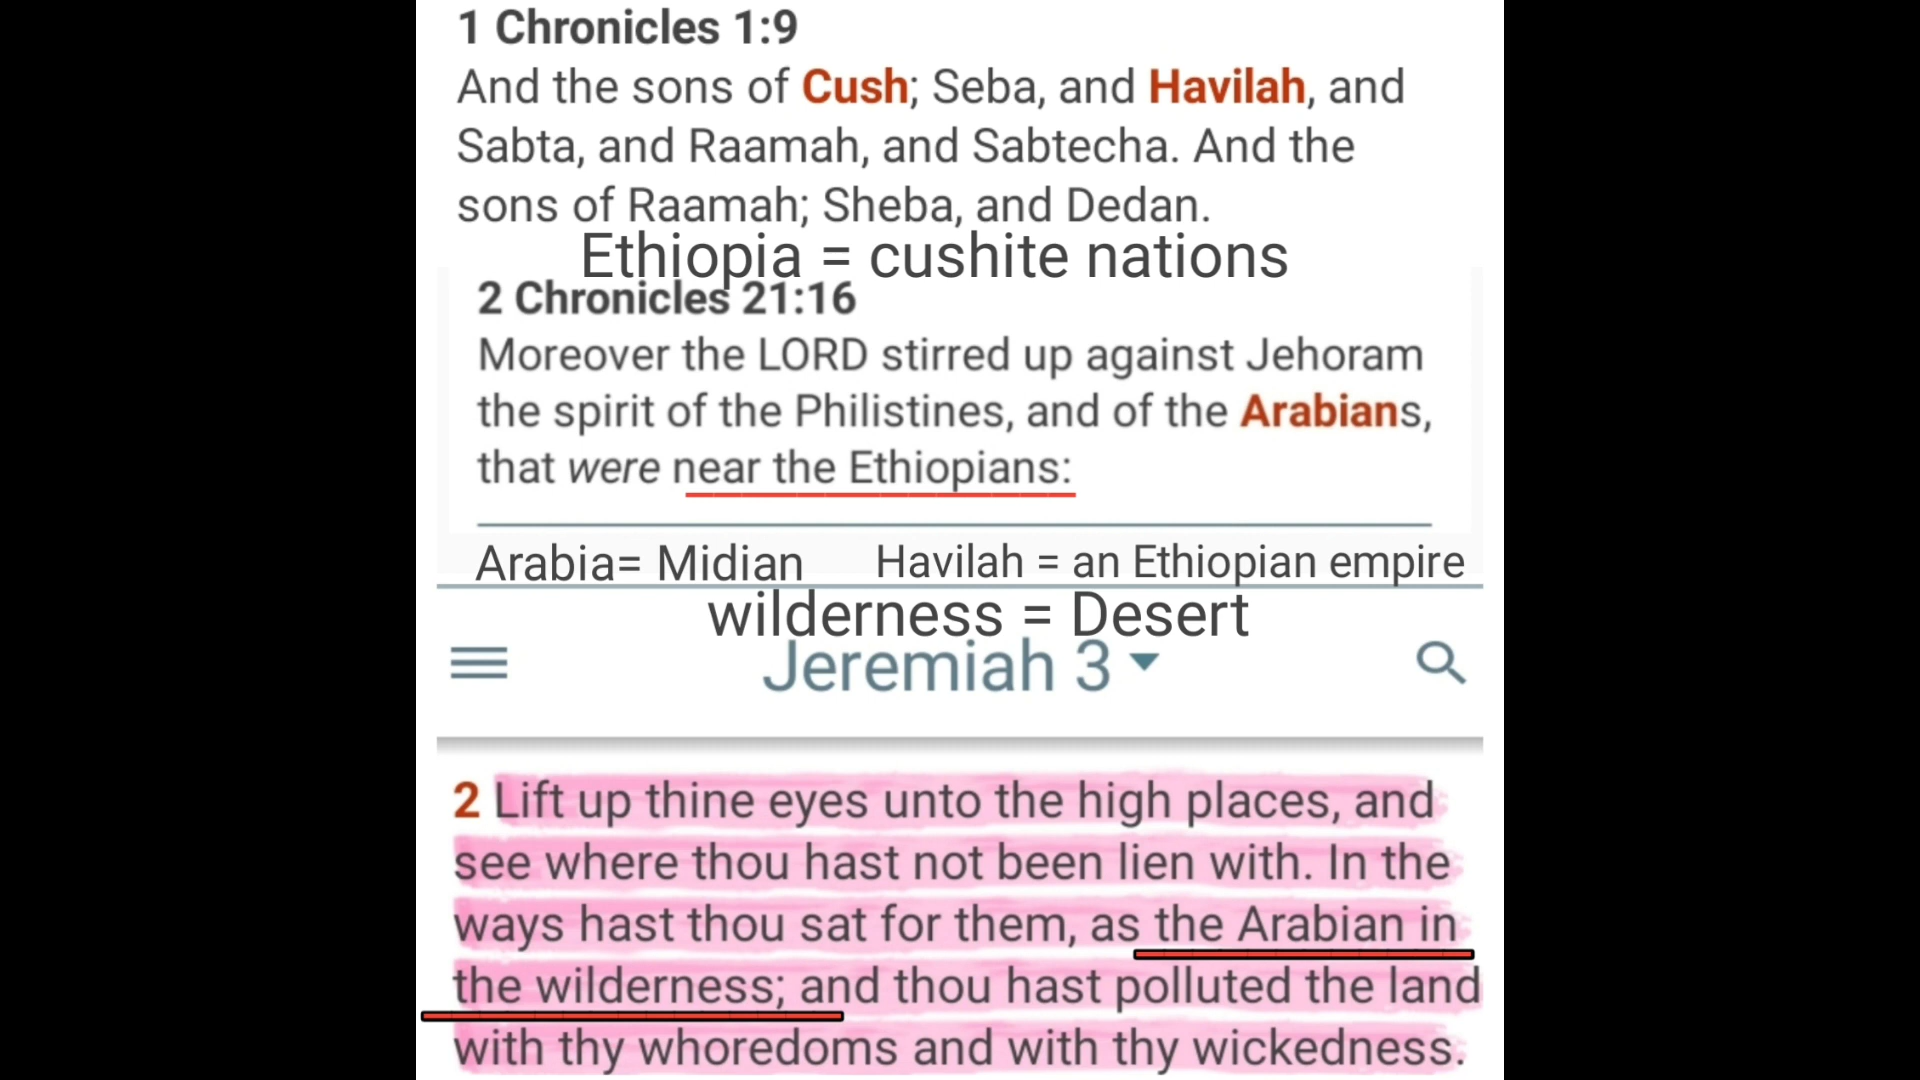 1 Chronicles 1:9
And the sons of Cush; Seba, and Havilah, and
Sabta, and Raamah, and Sabtecha. And the
sons of Raamah; Sheba, and Dedan.
Ethiopia = cushite nations
2 Chronicles 21:16
Moreover the LORD stirred up against Jehoram
the spirit of the Philistines, and of the Arabians,
that were near the Ethiopians:
Arabia= Midian Havilah = an Ethiopian empire
wilderness = Desert
Jeremiah 3
2 Lift up thine eyes unto the high places, and
see where thou hast not been lien with. In the
ways hast thou sat for them, as the Arabian in
the wilderness; and thou hast polluted the land
with thy whoredoms and with thy wickedness.